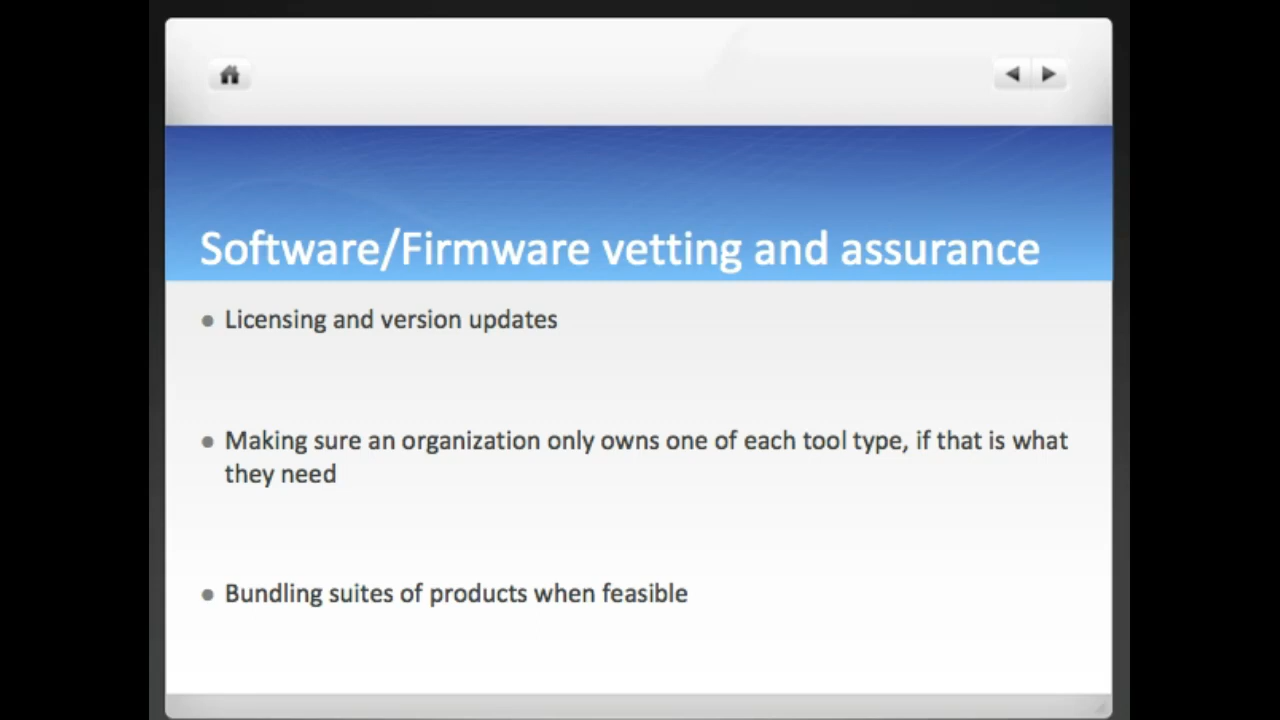 Software/Firmware vetting and assurance
Licensing and version updates
Making sure an organization only owns one of each tool type, if that is what
they need
Bundling suites of products when feasible